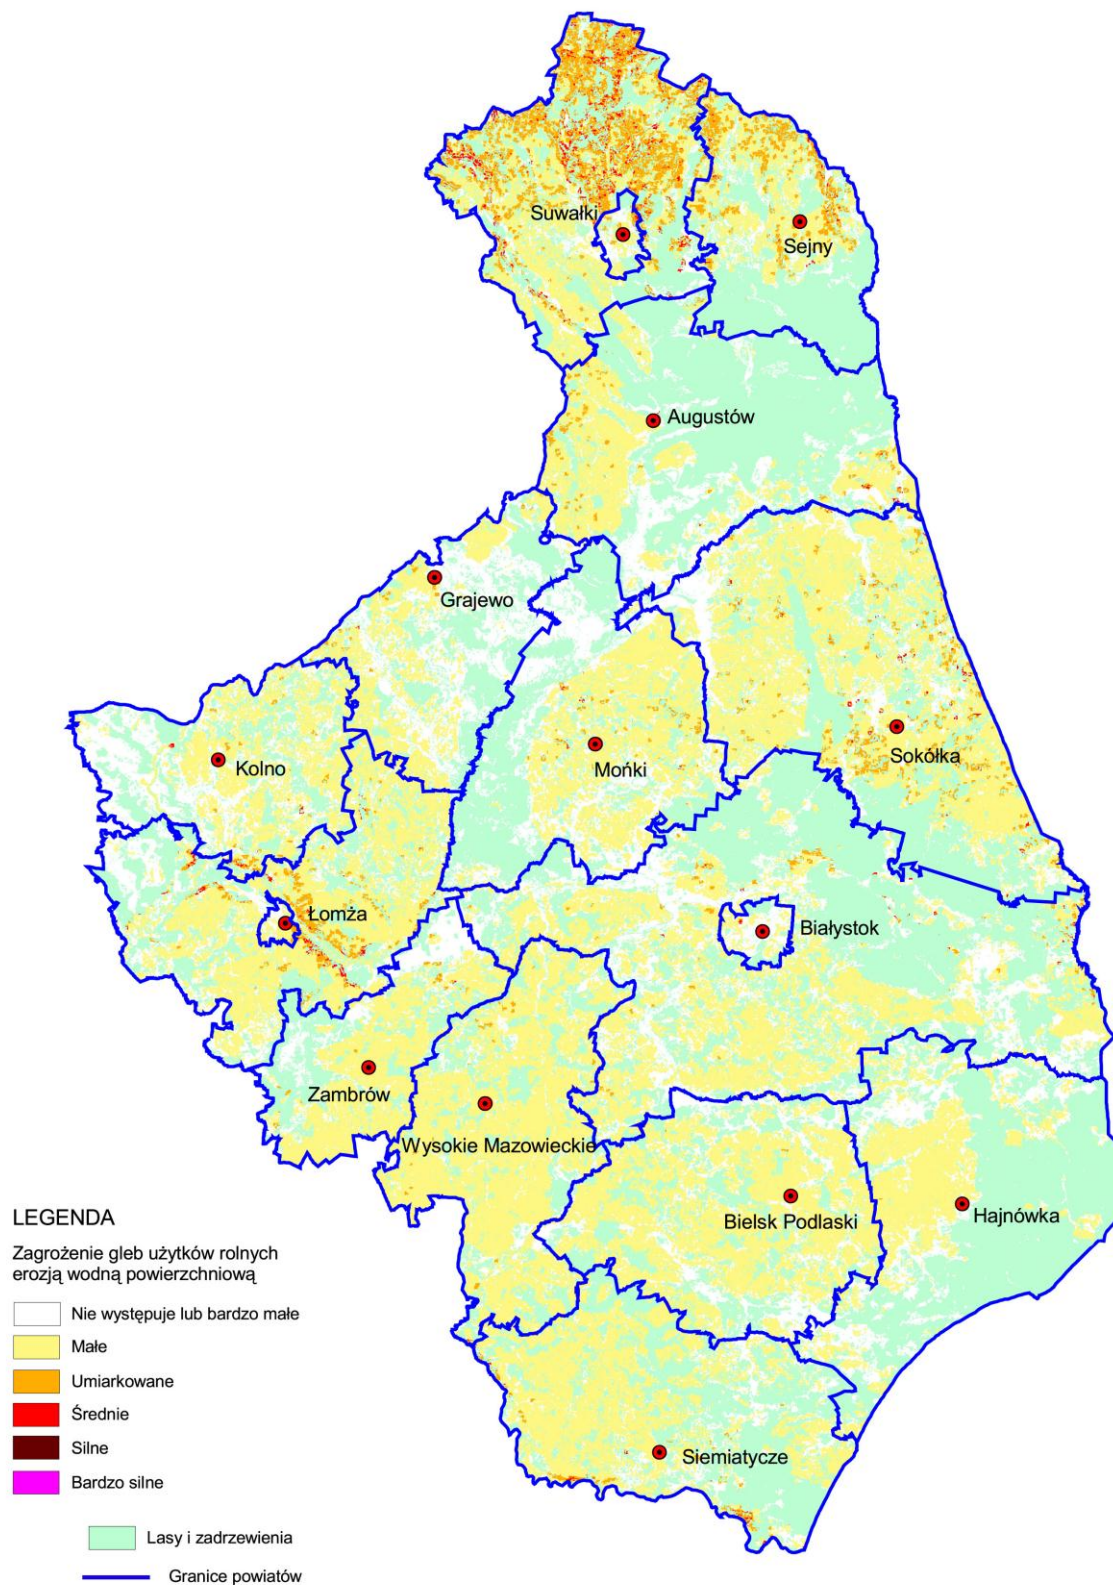 Suwałki
Sejny
Augustów
Grajewo
Kolno
Mońki
Sokółka
Łomża
Białystok
Zambrów
Wysokie Mazowieckie
Bielsk Podlaski
Hajnówka
Siemiatycze
LEGENDA
Zagrożenie gleb użytków rolnych
erozją wodną powierzchniową
Nie występuje lub bardzo małe
Małe
Umiarkowane
Średnie
Silne
Bardzo silne
Lasy i zadrzewienia
Granice powiatów